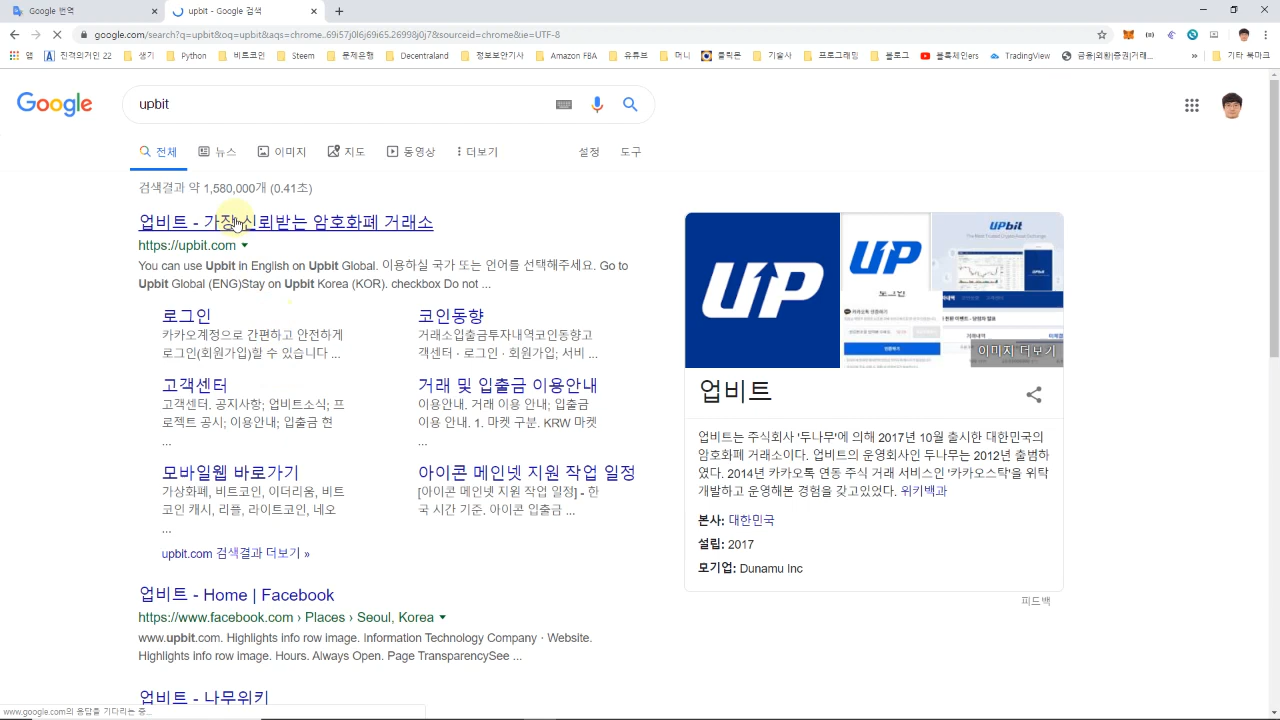 Google 번역
upbit - Google 검색
google.com/search?q=upbit&oq=upbit&aqs=chrome..69i57j0l6j69i65.26998j0j7&sourceid=chrome&ie=UTF-8
앱
진격의거인 22
생기
Python
비트코인
Steem
문제은행
Dataland
정보보안기사
Amazon FBA
유튜브
머니
블릭문
기술사
프로그래밍
블로그
블록체인어스
TradingView
금융|외환|증권|거래...
»
기타 북마크
Google
upbit
전체
뉴스
이미지
지도
동영상
더보기
설정
도구
검색결과 약 1,580,000개 (0.41초)
업비트 - 가장 신뢰받는 암호화폐 거래소
https://upbit.com
You can use Upbit in English on Upbit Global. 이용하실 국가 또는 언어를 선택해주세요. Go to
Upbit Global (ENG)Stay on Upbit Korea (KOR). checkbox Do not ...
로그인
카카오계정으로 쉽고 안전하게
로그인/회원가입할 수 있습니다 ...
코인동향
거래소입출금투자내역코인동향고
객센터 · 로그인 · 회원가입; 서비 ...
고객센터
고객센터. 공지사항; 업비트소식; 프
로젝트 공시; 이용안내; 입출금 현
...
거래 및 입출금 이용안내
이용안내. 거래 이용 안내; 입출금
이용 안내. 1. 마켓 구분. KRW 마켓
...
모바일웹 바로가기
가상화폐, 비트코인, 이더리움, 비트
코인 캐시, 리플, 라이트코인, 네오
...
아이콘 메인넷 지원 작업 일정
[아이콘 메인넷 지원 작업 일정] - 한
국 시간 기준. 아이콘 입출금 ...
upbit.com 검색결과 더보기 »
업비트 - Home | Facebook
https://www.facebook.com › Places › Seoul, Korea
www.upbit.com. Highlights info row image. Information Technology Company · Website.
Highlights info row image. Hours. Always Open. Page TransparencySee ...
업비트 - 나무위키
www.google.com의 응답을 기다리는 중...
UP
UP
UPbit
The Most Trusted Crypto Asset Exchange
로그인
이미지 더보기
업비트
업비트는 주식회사 '두나무'에 의해 2017년 10월 출시한 대한민국의
암호화폐 거래소이다. 업비트의 운영회사인 두나무는 2012년 출범하
였다. 2014년 카카오톡 연동 주식 거래 서비스인 '카카오스탁'을 위탁
개발하고 운영해본 경험을 갖고있었다. 위키백과
본사: 대한민국
설립: 2017
모기업: Dunamu Inc
피드백